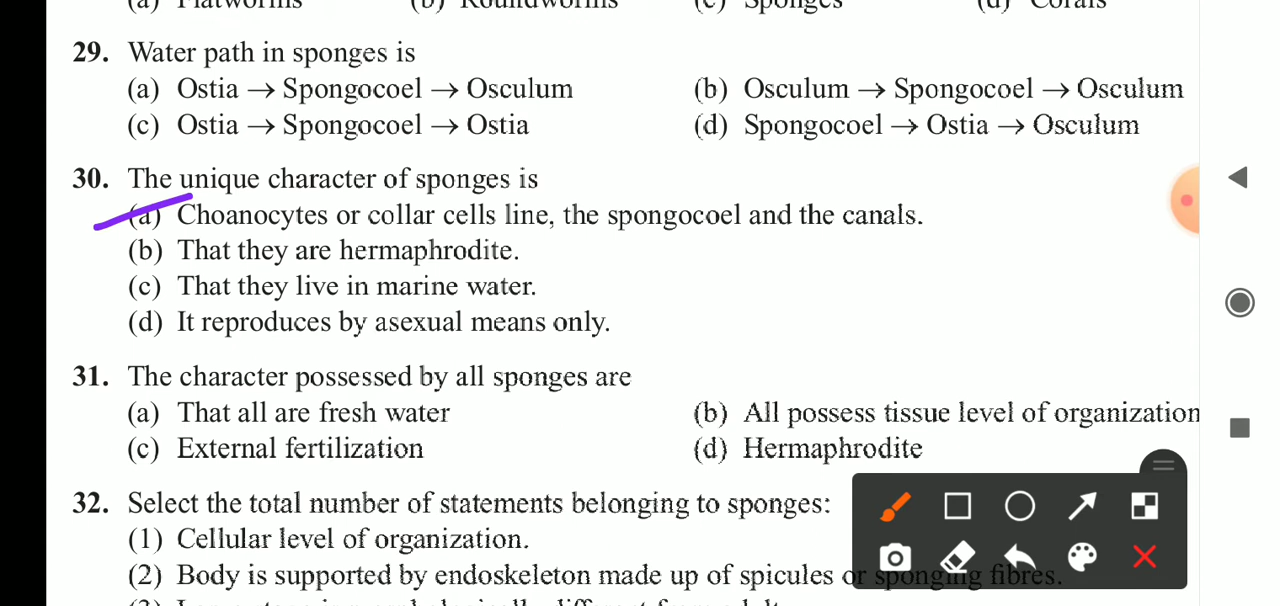 (a) Flatworms (b) Roundworms (c) Sponges (d) Corals
29. Water path in sponges is
(a) Ostia → Spongocoel → Osculum (b) Osculum → Spongocoel → Osculum
(c) Ostia → Spongocoel → Ostia (d) Spongocoel → Ostia → Osculum
30. The unique character of sponges is
(a) Choanocytes or collar cells line, the spongocoel and the canals.
(b) That they are hermaphrodite.
(c) That they live in marine water.
(d) It reproduces by asexual means only.
31. The character possessed by all sponges are
(a) That all are fresh water (b) All possess tissue level of organization
(c) External fertilization (d) Hermaphrodite
32. Select the total number of statements belonging to sponges:
(1) Cellular level of organization.
(2) Body is supported by endoskeleton made up of spicules or sponging fibres.